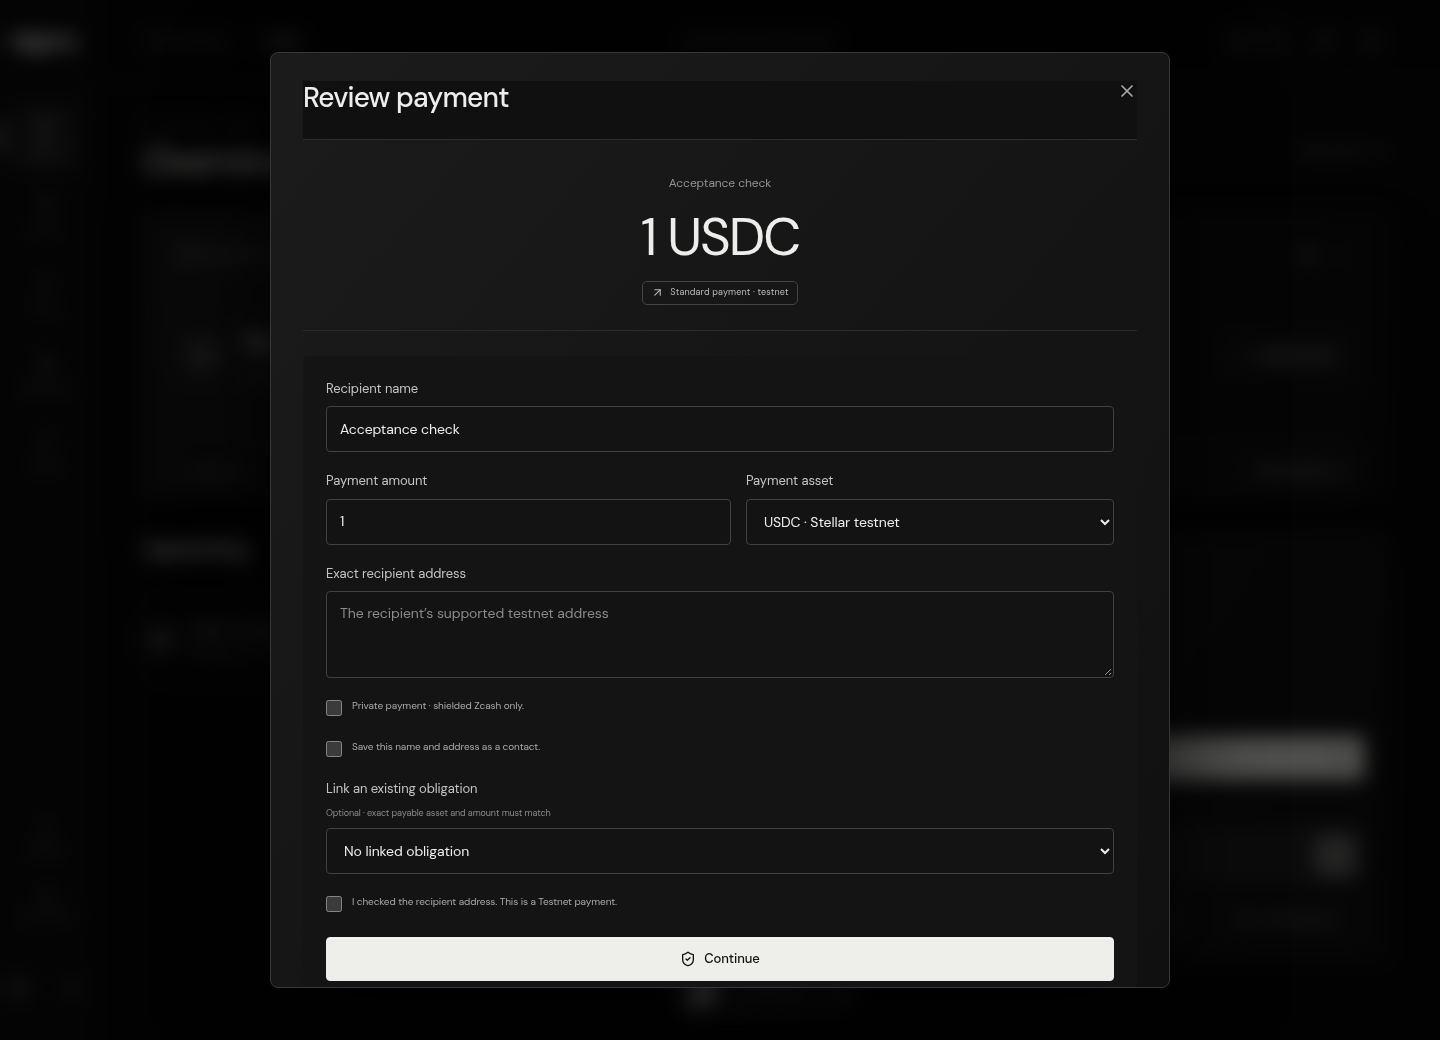 Review payment
Acceptance check
1 USDC
Standard payment · testnet
Recipient name
Acceptance check
Payment amount
Payment asset
1
USDC · Stellar testnet
Exact recipient address
The recipient’s supported testnet address
Private payment · shielded Zcash only.
Save this name and address as a contact.
Link an existing obligation
Optional · exact payable asset and amount must match
No linked obligation
I checked the recipient address. This is a Testnet payment.
Continue